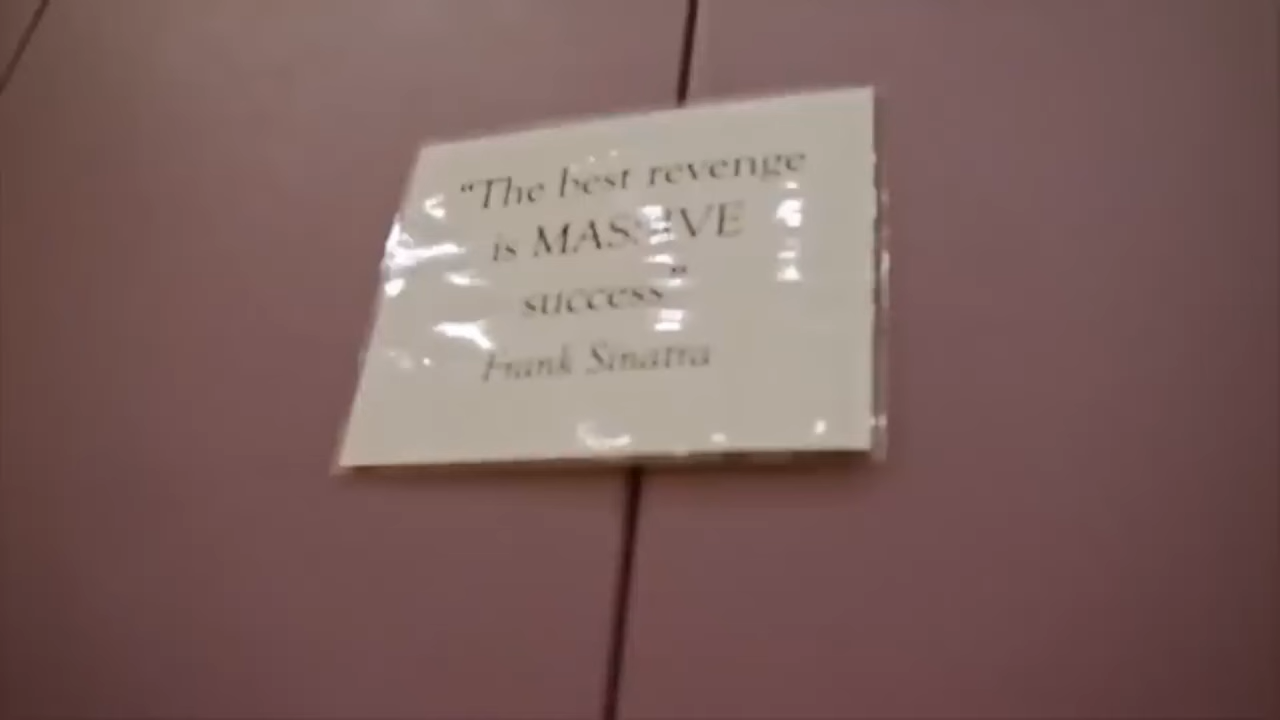 “The best revenge
is MASSIVE
success”
Frank Sinatra